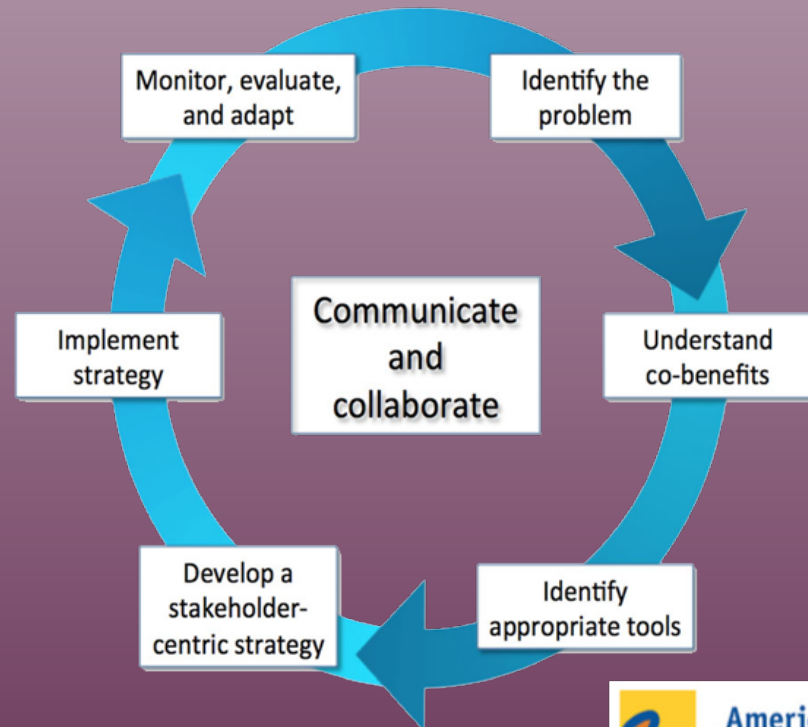 Monitor, evaluate,
and adapt
Identify the
problem
Communicate
and
collaborate
Implement
strategy
Understand
co-benefits
Develop a
stakeholder-
centric strategy
Identify
appropriate tools